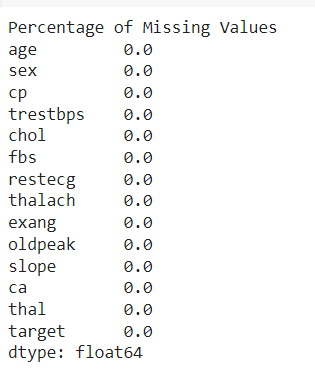 Percentage of Missing Values
age 0.0
sex 0.0
cp 0.0
trestbps 0.0
chol 0.0
fbs 0.0
restecg 0.0
thalach 0.0
exang 0.0
oldpeak 0.0
slope 0.0
ca 0.0
thal 0.0
target 0.0
dtype: float64